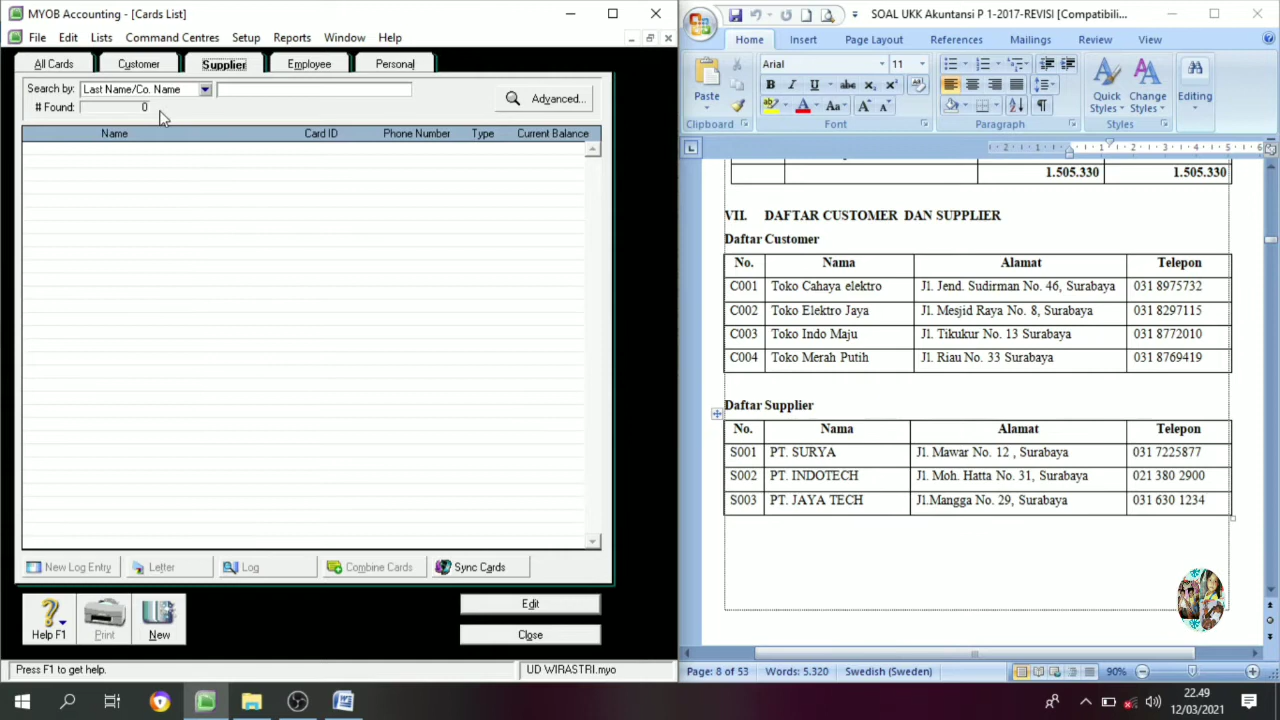 MYOB Accounting - [Cards List]
File Edit Lists Command Centres Setup Reports Window Help
All Cards Customer Supplier Employee Personal
Search by: Last Name/Co. Name
# Found: 0
Advanced...
Name Card ID Phone Number Type Current Balance
New Log Entry Letter Log Combine Cards Sync Cards
Help F1 Print New
Edit
Close
Press F1 to get help. UD WIRASTRI.myo
SOAL UKK Akuntansi P 1-2017-REVISI [Compatibili...
Home Insert Page Layout References Mailings Review View
Arial 11
Paste
Quick Styles Change Styles Editing
Clipboard Font Paragraph Styles
1.505.330 1.505.330
VII. DAFTAR CUSTOMER DAN SUPPLIER
Daftar Customer
No. Nama Alamat Telepon
C001 Toko Cahaya elektro Jl. Jend. Sudirman No. 46, Surabaya 031 8975732
C002 Toko Elektro Jaya Jl. Mesjid Raya No. 8, Surabaya 031 8297115
C003 Toko Indo Maju Jl. Tikukur No. 13 Surabaya 031 8772010
C004 Toko Merah Putih Jl. Riau No. 33 Surabaya 031 8769419
Daftar Supplier
No. Nama Alamat Telepon
S001 PT. SURYA Jl. Mawar No. 12 , Surabaya 031 7225877
S002 PT. INDOTECH Jl. Moh. Hatta No. 31, Surabaya 021 380 2900
S003 PT. JAYA TECH Jl.Mangga No. 29, Surabaya 031 630 1234
Page: 8 of 53 Words: 5.320 Swedish (Sweden) 90%
22.49
12/03/2021